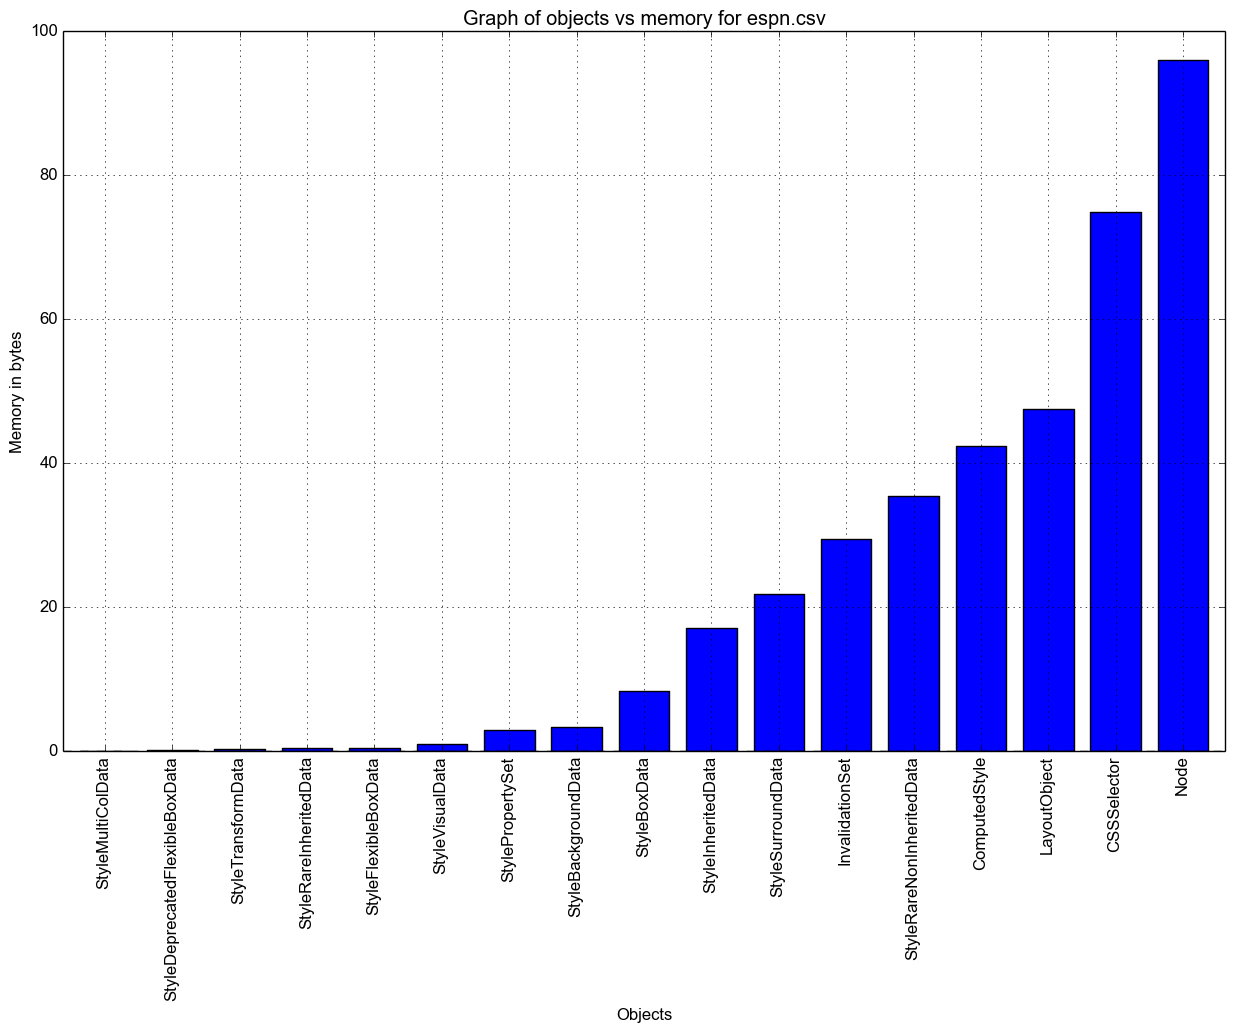 Graph of objects vs memory for espn.csv
100
80
60
40
20
0
Memory in bytes
StyleMultiColData
StyleDeprecatedFlexibleBoxData
StyleTransformData
StyleRareInheritedData
StyleFlexibleBoxData
StyleVisualData
StylePropertySet
StyleBackgroundData
StyleBoxData
StyleInheritedData
StyleSurroundData
InvalidationSet
StyleRareNonInheritedData
ComputedStyle
LayoutObject
CSSSelector
Node
Objects